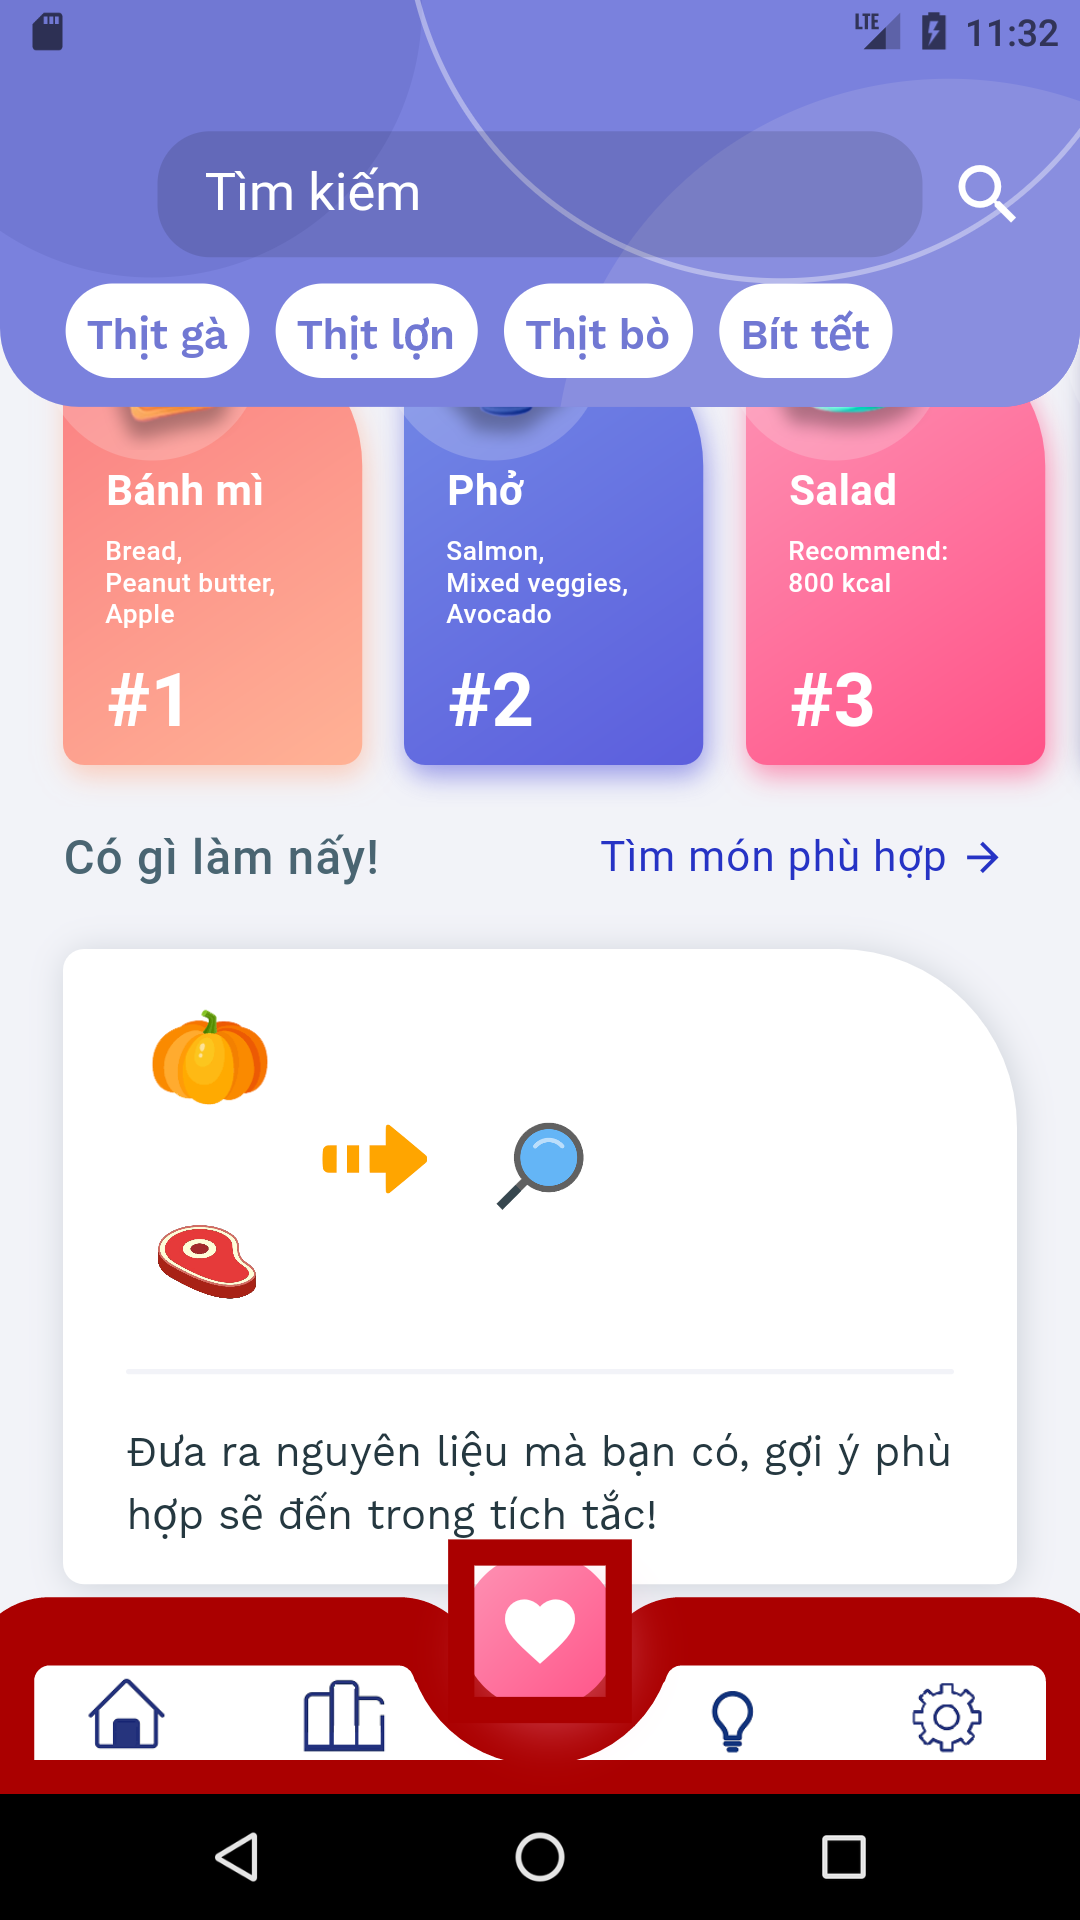 LTE 11:32
Tìm kiếm
Thịt gà Thịt lợn Thịt bò Bít tết
Bánh mì
Bread,
Peanut butter,
Apple
#1
Phở
Salmon,
Mixed veggies,
Avocado
#2
Salad
Recommend:
800 kcal
#3
Có gì làm nấy!
Tìm món phù hợp
Đưa ra nguyên liệu mà bạn có, gợi ý phù
hợp sẽ đến trong tích tắc!